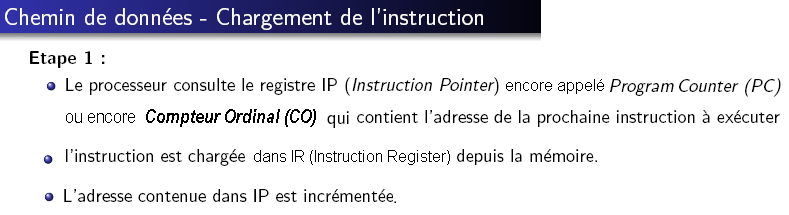 Chemin de données - Chargement de l'instruction
Etape 1 :
Le processeur consulte le registre IP (Instruction Pointer) encore appelé Program Counter (PC)
ou encore Compteur Ordinal (CO) qui contient l'adresse de la prochaine instruction à exécuter
l'instruction est chargée dans IR (Instruction Register) depuis la mémoire.
L'adresse contenue dans IP est incrémentée.